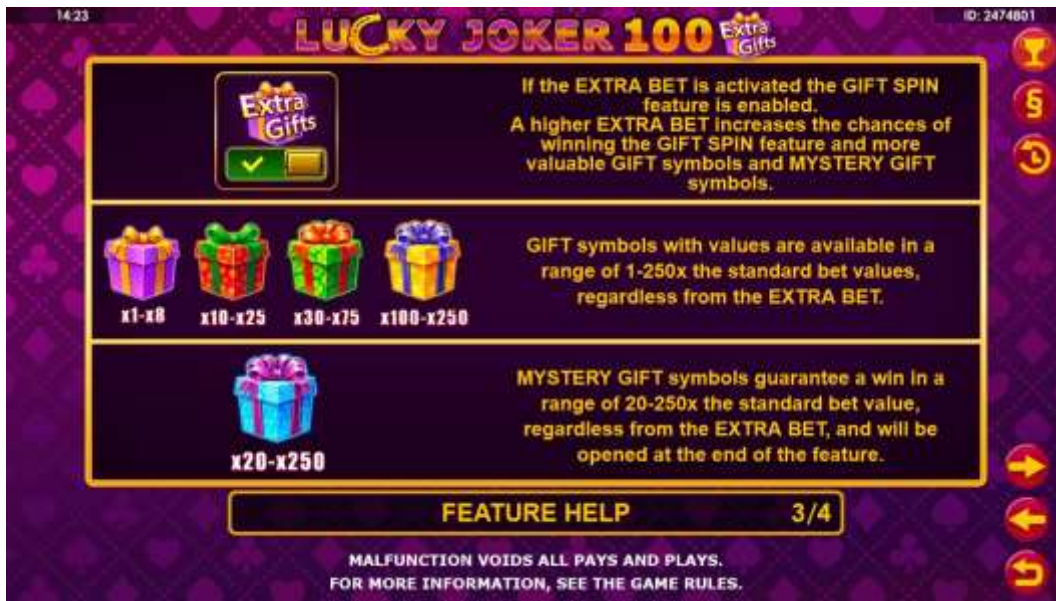 14:23
LUCKY JOKER 100 Extra Gifts
ID: 2474801
Extra
Gifts
If the EXTRA BET is activated the GIFT SPIN
feature is enabled.
A higher EXTRA BET increases the chances of
winning the GIFT SPIN feature and more
valuable GIFT symbols and MYSTERY GIFT
symbols.
§
x1-x8 x10-x25 x30-x75 x100-x250
GIFT symbols with values are available in a
range of 1-250x the standard bet values,
regardless from the EXTRA BET.
x20-x250
MYSTERY GIFT symbols guarantee a win in a
range of 20-250x the standard bet value,
regardless from the EXTRA BET, and will be
opened at the end of the feature.
FEATURE HELP 3/4
MALFUNCTION VOIDS ALL PAYS AND PLAYS.
FOR MORE INFORMATION, SEE THE GAME RULES.